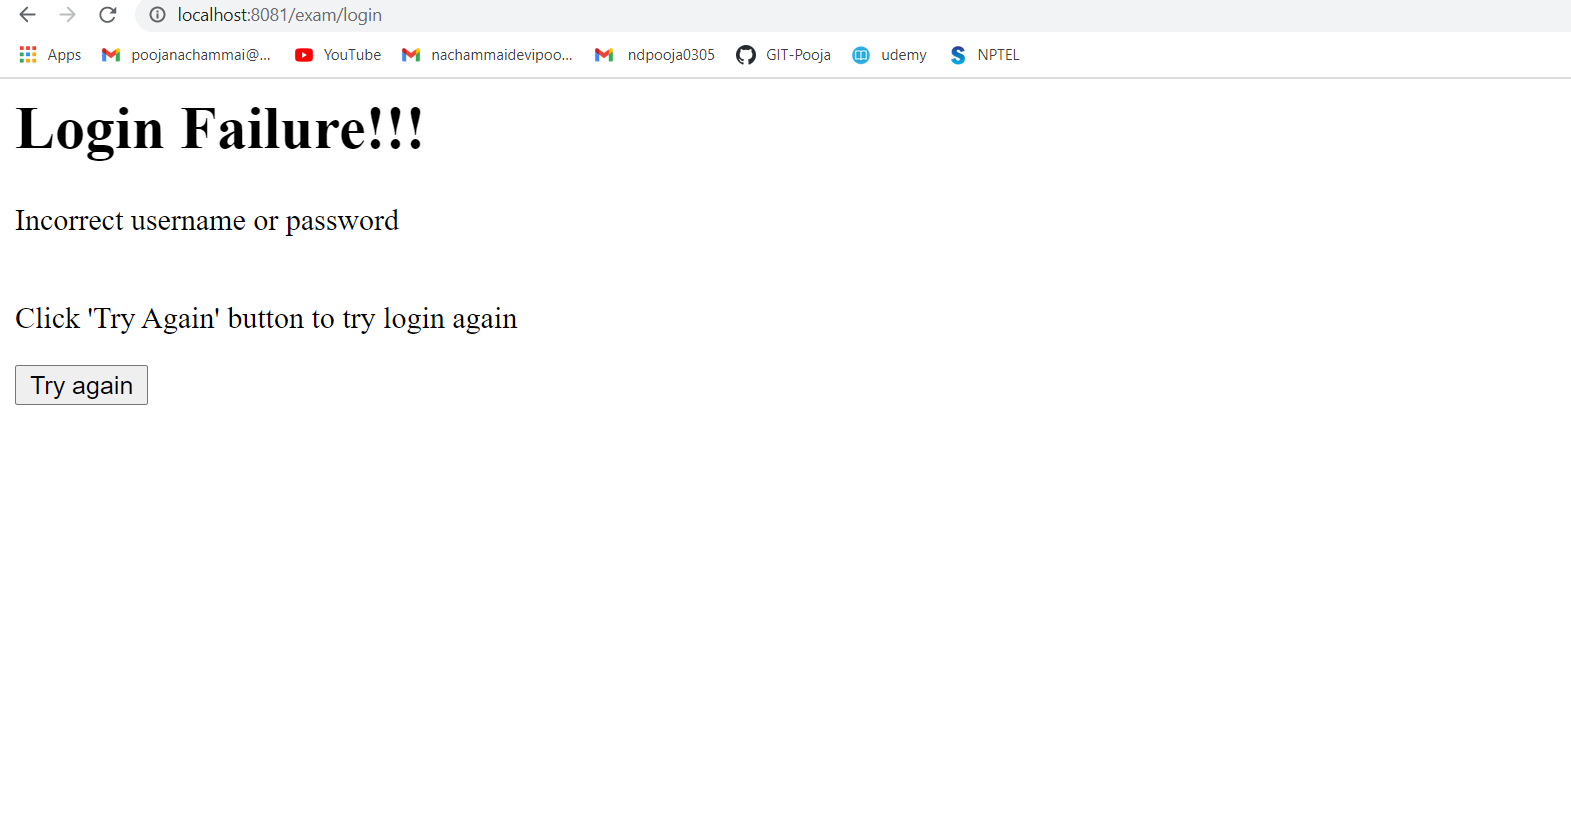 localhost:8081/exam/login
Apps poojanachammai@... YouTube nachammaidevipoo... ndpooja0305 GIT-Pooja udemy NPTEL
Login Failure!!!
Incorrect username or password
Click 'Try Again' button to try login again
Try again